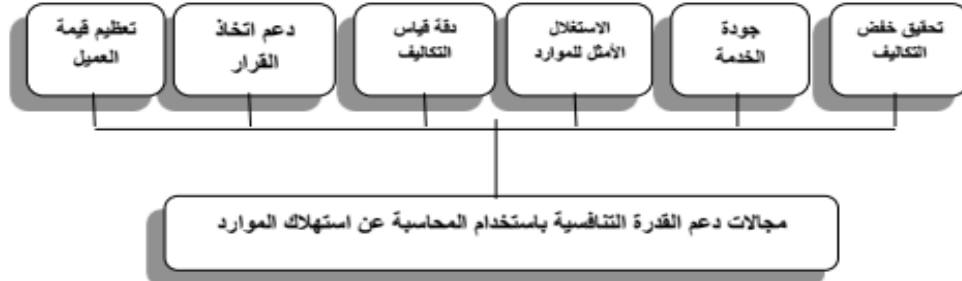 تحقيق خفض
التكاليف
جودة
الخدمة
الاستغلال
الأمثل للموارد
دقة قياس
التكاليف
دعم اتخاذ
القرار
تعظيم قيمة
العميل
مجالات دعم القدرة التنافسية باستخدام المحاسبة عن استهلاك الموارد